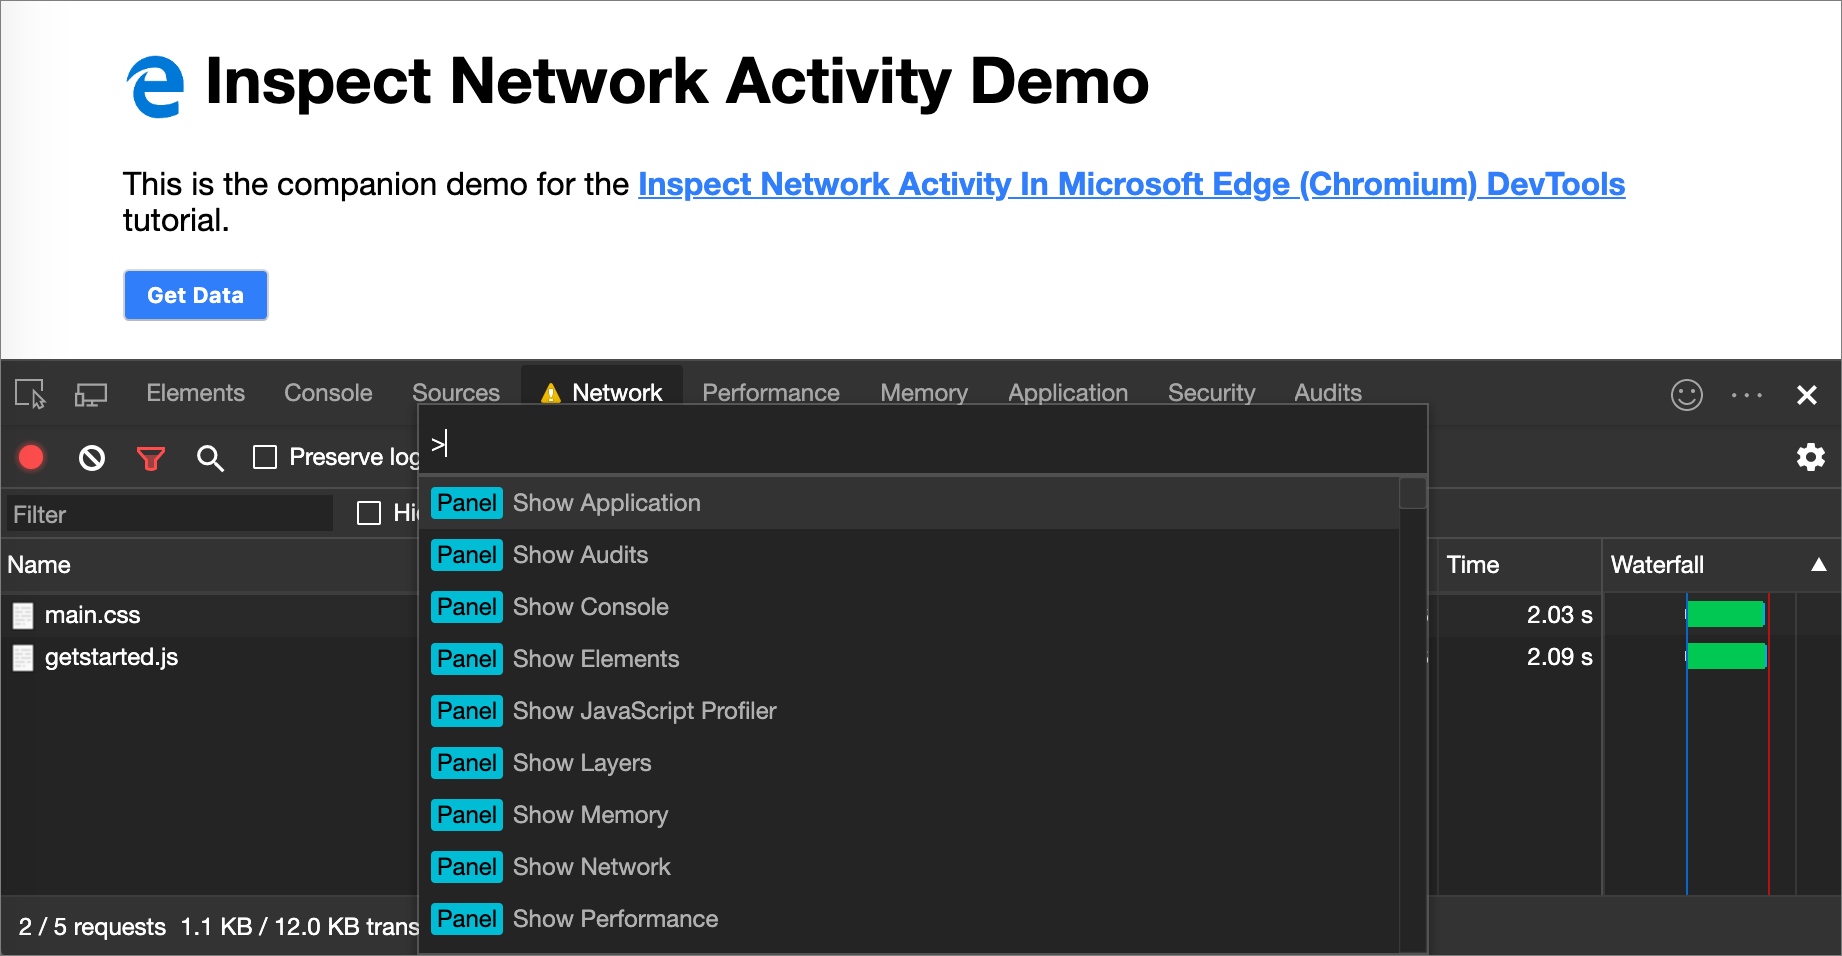 Inspect Network Activity Demo
This is the companion demo for the Inspect Network Activity In Microsoft Edge (Chromium) DevTools
tutorial.
Get Data
Elements Console Sources Network Performance Memory Application Security Audits
Preserve log
>
Filter
Panel Show Application
Panel Show Audits
Name
Time Waterfall
Panel Show Console
main.css
2.03 s
Panel Show Elements
getstarted.js
2.09 s
Panel Show JavaScript Profiler
Panel Show Layers
Panel Show Memory
Panel Show Network
Panel Show Performance
2 / 5 requests 1.1 KB / 12.0 KB trans